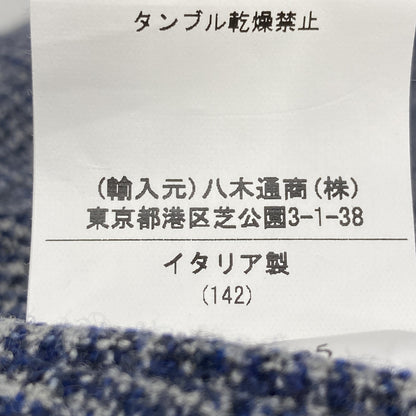 タンブル乾燥禁止
(輸入元)八木通商(株)
東京都港区芝公園3-1-38
イタリア製
(142)